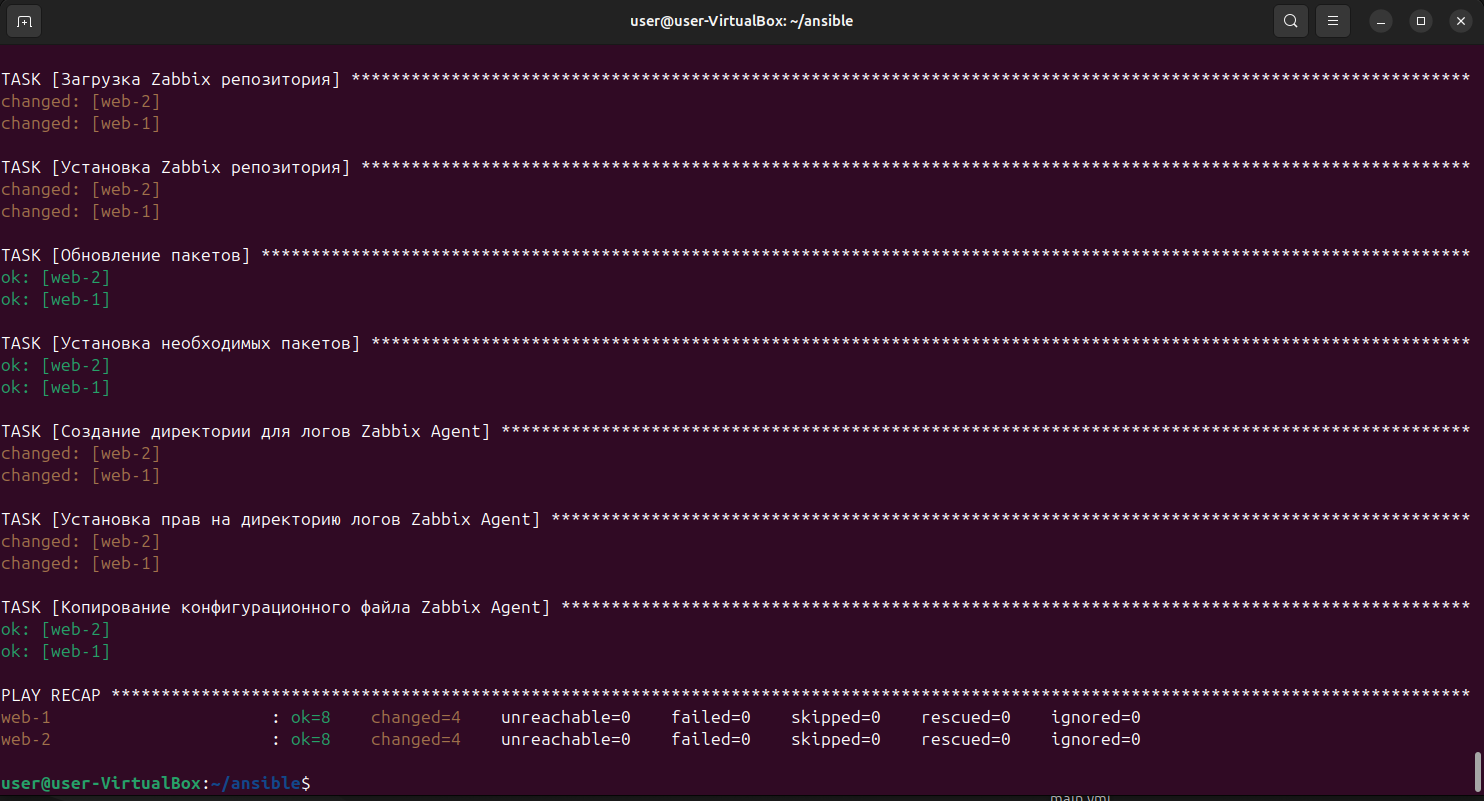 user@user-VirtualBox: ~/ansible
TASK [Загрузка Zabbix репозитория] ****************************************************************************************************************
changed: [web-2]
changed: [web-1]
TASK [Установка Zabbix репозитория] ***************************************************************************************************************
changed: [web-2]
changed: [web-1]
TASK [Обновление пакетов] *************************************************************************************************************************
ok: [web-2]
ok: [web-1]
TASK [Установка необходимых пакетов] **************************************************************************************************************
ok: [web-2]
ok: [web-1]
TASK [Создание директории для логов Zabbix Agent] *************************************************************************************************
changed: [web-2]
changed: [web-1]
TASK [Установка прав на директорию логов Zabbix Agent] ********************************************************************************************
changed: [web-2]
changed: [web-1]
TASK [Копирование конфигурационного файла Zabbix Agent] *******************************************************************************************
ok: [web-2]
ok: [web-1]
PLAY RECAP ****************************************************************************************************************************************
web-1                      : ok=8    changed=4    unreachable=0    failed=0    skipped=0    rescued=0    ignored=0
web-2                      : ok=8    changed=4    unreachable=0    failed=0    skipped=0    rescued=0    ignored=0
user@user-VirtualBox:~/ansible$
main.yml